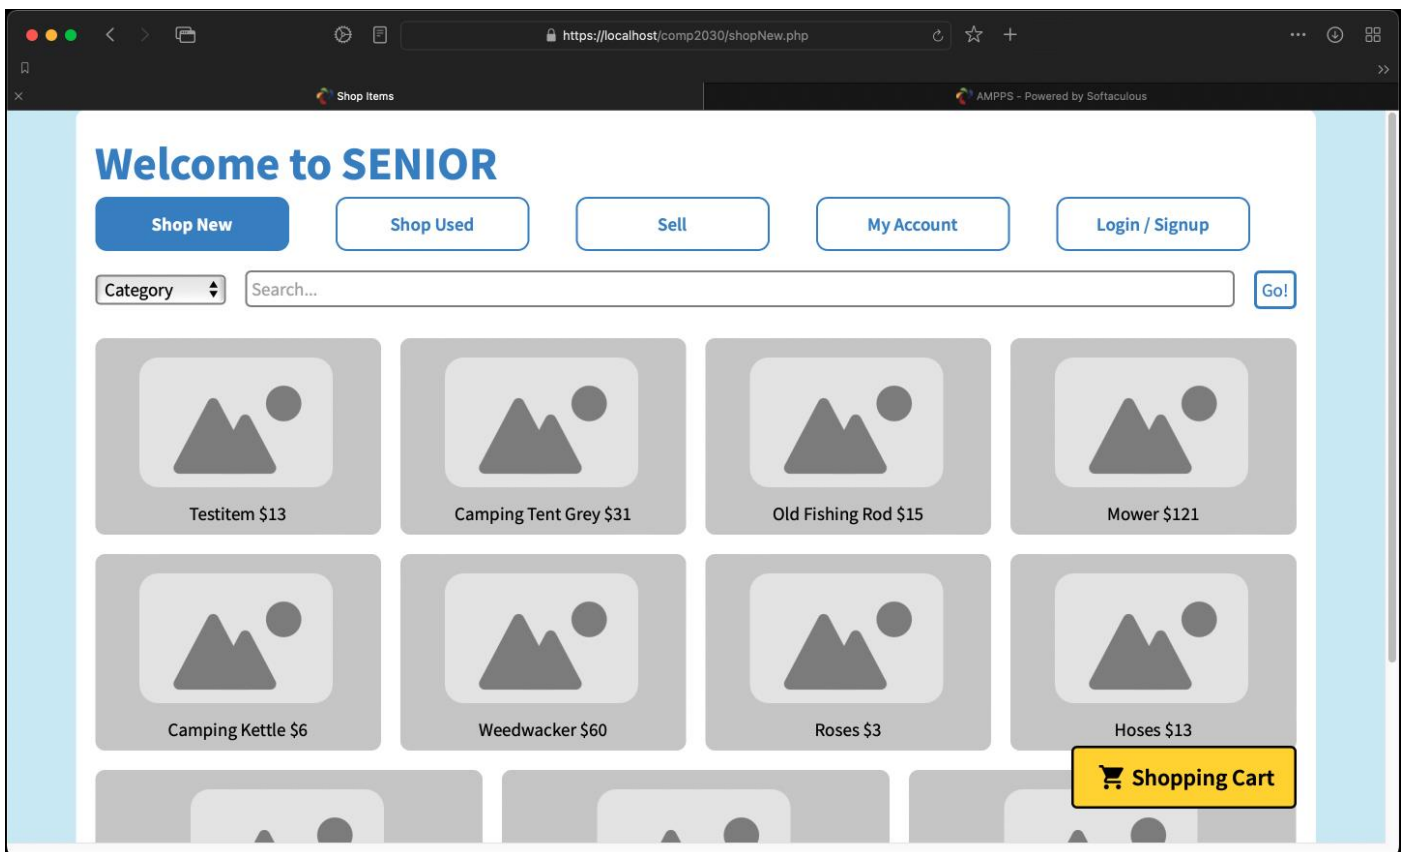 https://localhost/comp2030/shopNew.php
Shop Items
AMPPS - Powered by Softaculous
Welcome to SENIOR
Shop New
Shop Used
Sell
My Account
Login / Signup
Category
Search...
Go!
Testitem $13
Camping Tent Grey $31
Old Fishing Rod $15
Mower $121
Camping Kettle $6
Weedwacker $60
Roses $3
Hoses $13
Shopping Cart